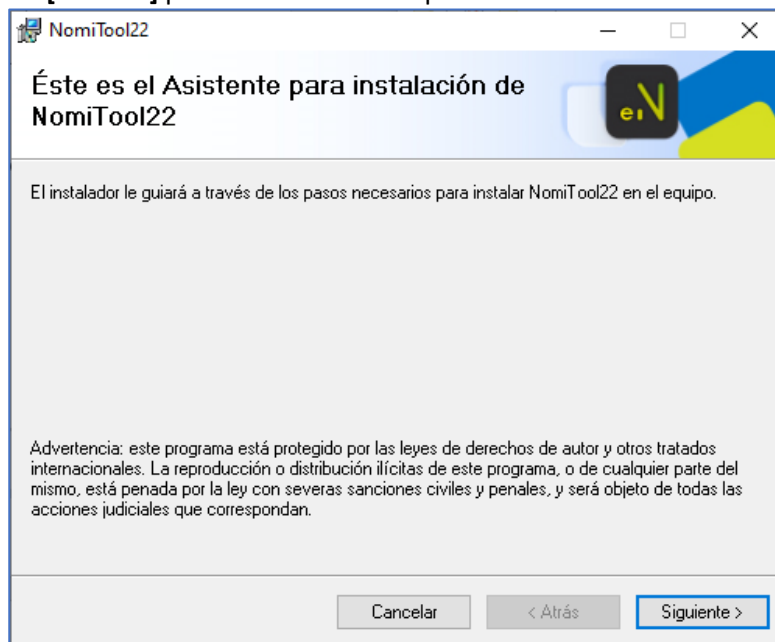 NomiTool22
Éste es el Asistente para instalación de
NomiTool22
e.N
El instalador le guiará a través de los pasos necesarios para instalar NomiTool22 en el equipo.
Advertencia: este programa está protegido por las leyes de derechos de autor y otros tratados
internacionales. La reproducción o distribución ilícitas de este programa, o de cualquier parte del
mismo, está penada por la ley con severas sanciones civiles y penales, y será objeto de todas las
acciones judiciales que correspondan.
Cancelar < Atrás Siguiente >